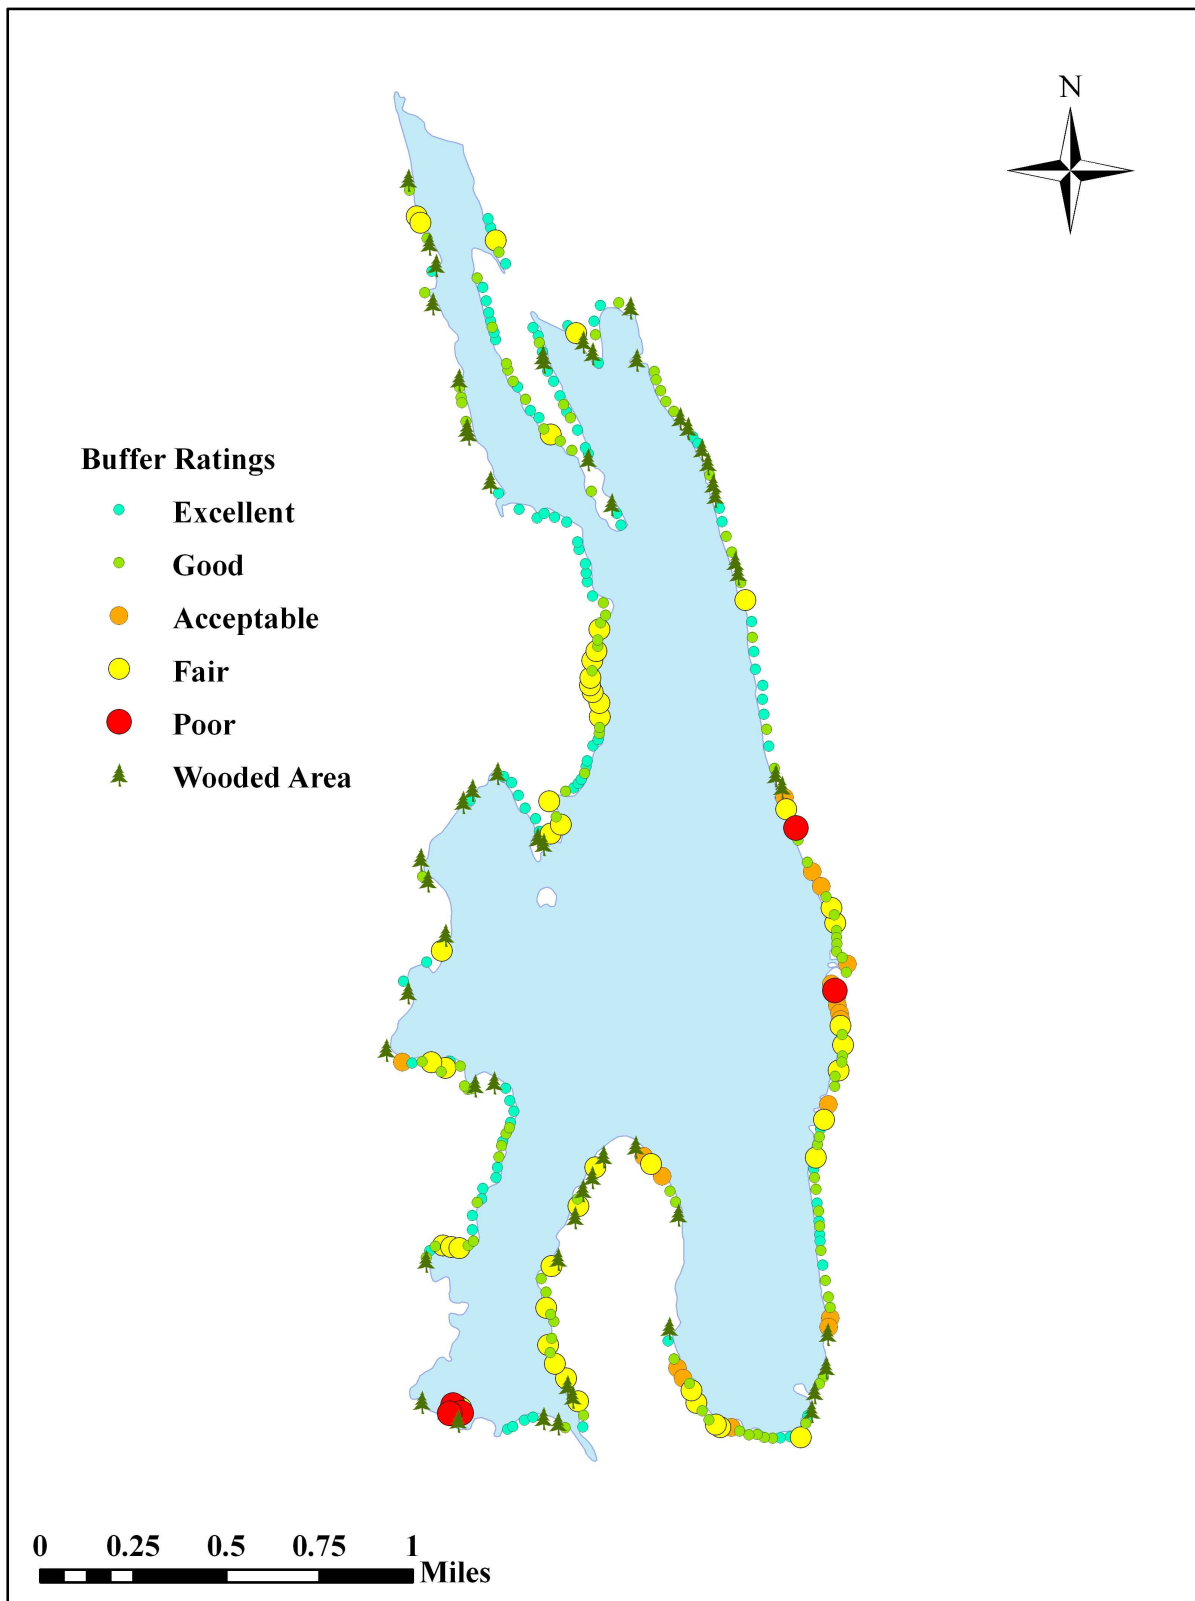 N
Buffer Ratings
Excellent
Good
Acceptable
Fair
Poor
Wooded Area
0 0.25 0.5 0.75 1
Miles